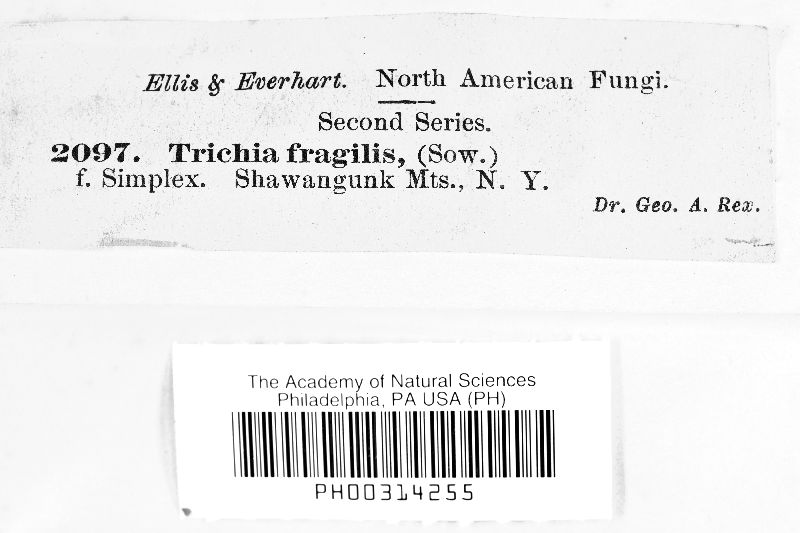 Ellis & Everhart. North American Fungi.
Second Series.
2097. Trichia fragilis, (Sow.)
f. Simplex. Shawangunk Mts., N. Y.
Dr. Geo. A. Rex.
The Academy of Natural Sciences
Philadelphia, PA USA (PH)
PH00314255